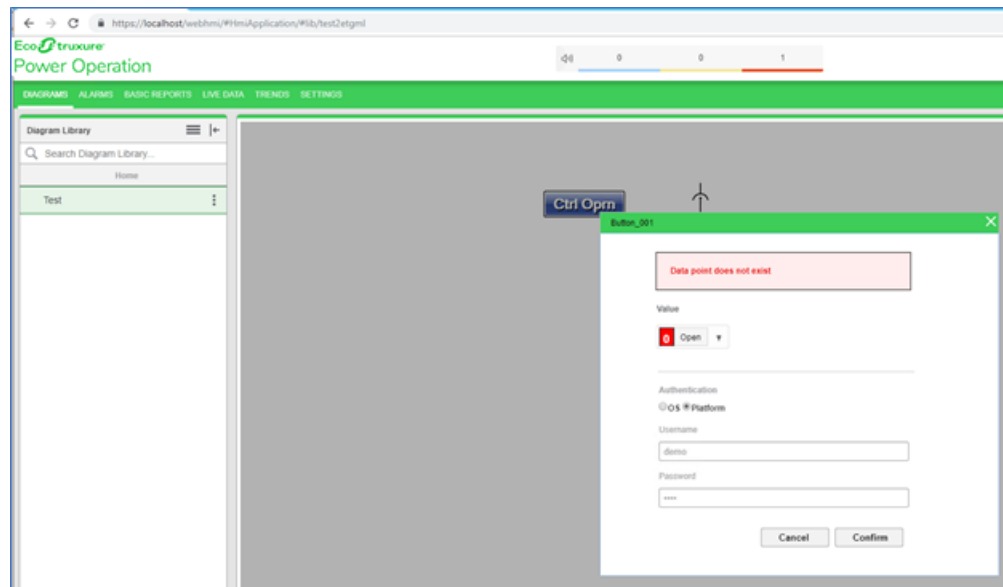 https://localhost/webhmi/#HmiApplication/#lib/test2etgml
EcoStruxure
Power Operation
0 0 1
DIAGRAMS ALARMS BASIC REPORTS LIVE DATA TRENDS SETTINGS
Diagram Library
Search Diagram Library...
Home
Test
Ctrl Oprn
Button_001
Data point does not exist
Value
0 Open
Authentication
OS Platform
Username
demo
Password
Cancel Confirm